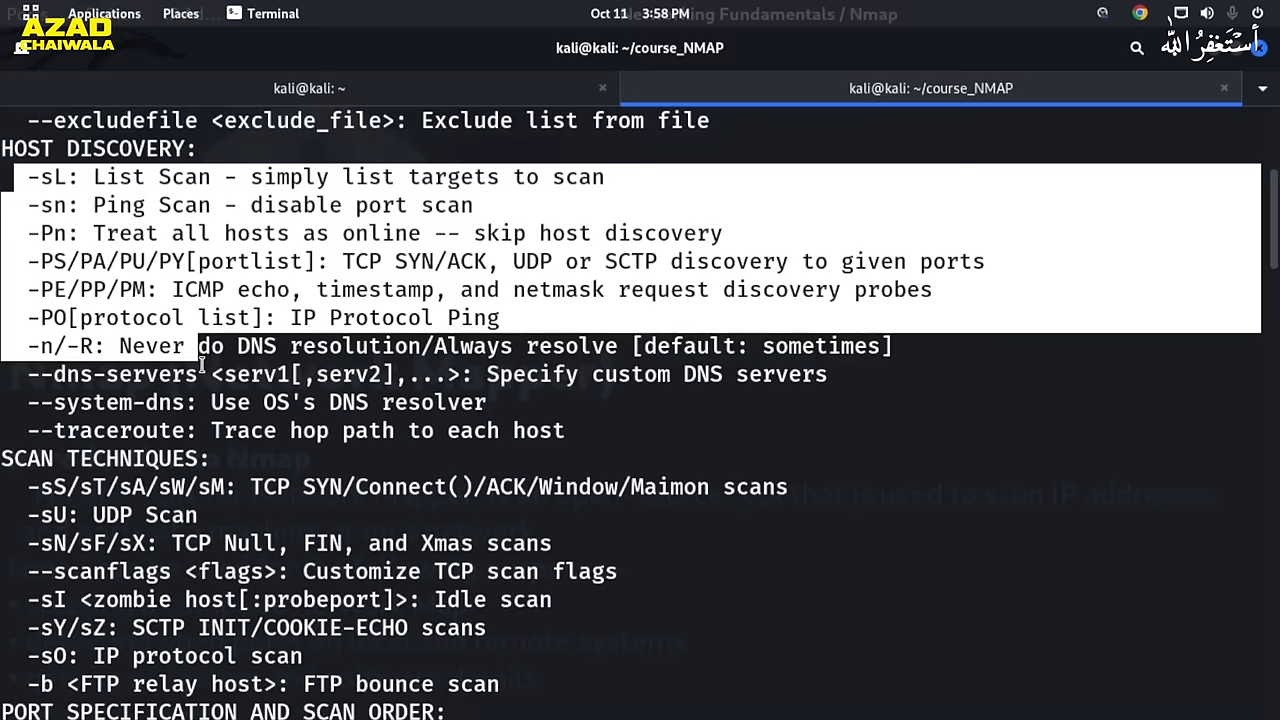 Applications Places Terminal Oct 11 3:58 PM Networking Fundamentals / Nmap
AZAD
CHAIWALA
أستغفر الله
kali@kali: ~/course_NMAP
kali@kali: ~ × kali@kali: ~/course_NMAP ×
--excludefile <exclude_file>: Exclude list from file
HOST DISCOVERY:
-sL: List Scan - simply list targets to scan
-sn: Ping Scan - disable port scan
-Pn: Treat all hosts as online -- skip host discovery
-PS/PA/PU/PY[portlist]: TCP SYN/ACK, UDP or SCTP discovery to given ports
-PE/PP/PM: ICMP echo, timestamp, and netmask request discovery probes
-PO[protocol list]: IP Protocol Ping
-n/-R: Never do DNS resolution/Always resolve [default: sometimes]
--dns-servers <serv1[,serv2],...>: Specify custom DNS servers
--system-dns: Use OS's DNS resolver
--traceroute: Trace hop path to each host
SCAN TECHNIQUES:
-sS/sT/sA/sW/sM: TCP SYN/Connect()/ACK/Window/Maimon scans
-sU: UDP Scan
-sN/sF/sX: TCP Null, FIN, and Xmas scans
--scanflags <flags>: Customize TCP scan flags
-sI <zombie host[:probeport]>: Idle scan
-sY/sZ: SCTP INIT/COOKIE-ECHO scans
-sO: IP protocol scan
-b <FTP relay host>: FTP bounce scan
PORT SPECIFICATION AND SCAN ORDER: